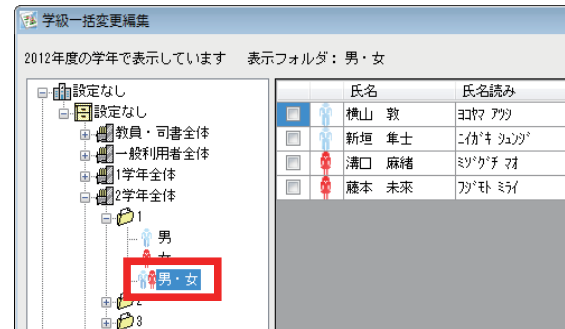 学級一括変更編集
2012年度の学年で表示しています 表示フォルダ: 男・女
設定なし
設定なし
教員・司書全体
一般利用者全体
1学年全体
2学年全体
1
男
女
男・女
2
3
氏名 氏名読み
横山 敦 ﾖｺﾔﾏ ｱﾂｼ
新垣 隼士 ﾆｲｶﾞｷ ｼｭﾝｼﾞ
溝口 麻緒 ﾐｿﾞｸﾞﾁ ﾏｵ
藤本 未來 ﾌｼﾞﾓﾄ ﾐﾗｲ